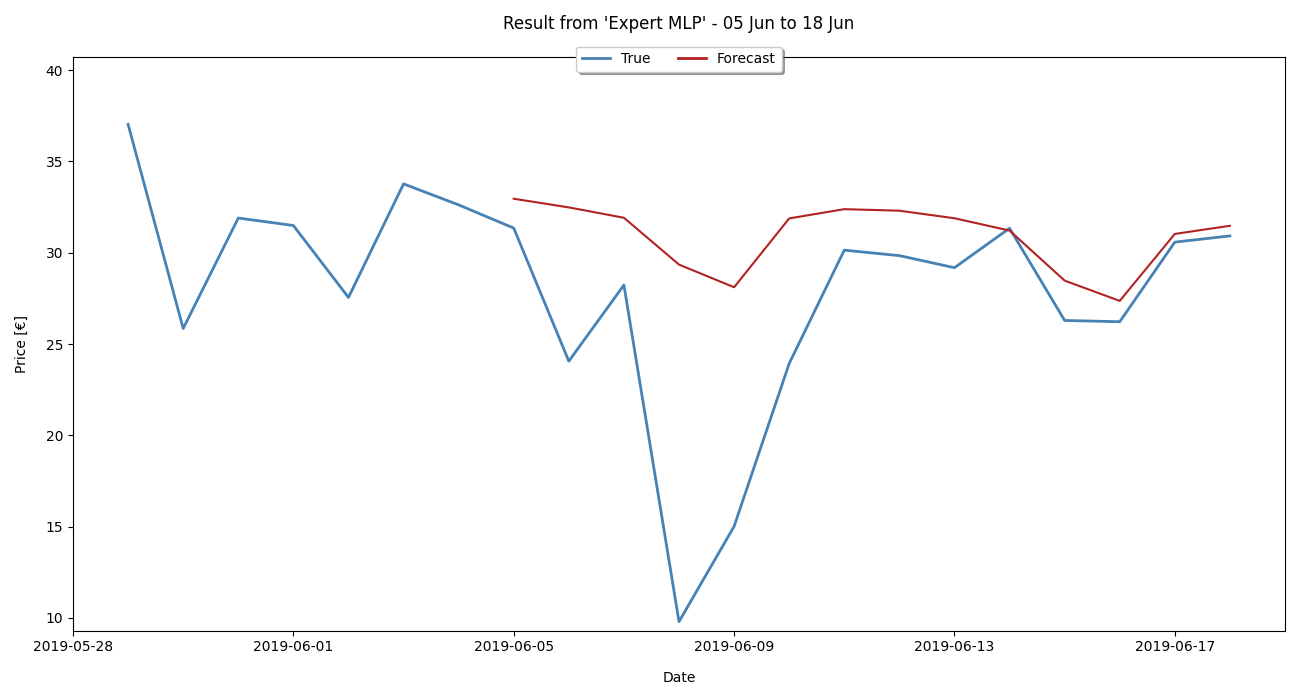 Result from 'Expert MLP' - 05 Jun to 18 Jun
True Forecast
40
35
30
25
20
15
10
Price [€]
2019-05-28 2019-06-01 2019-06-05 2019-06-09 2019-06-13 2019-06-17
Date